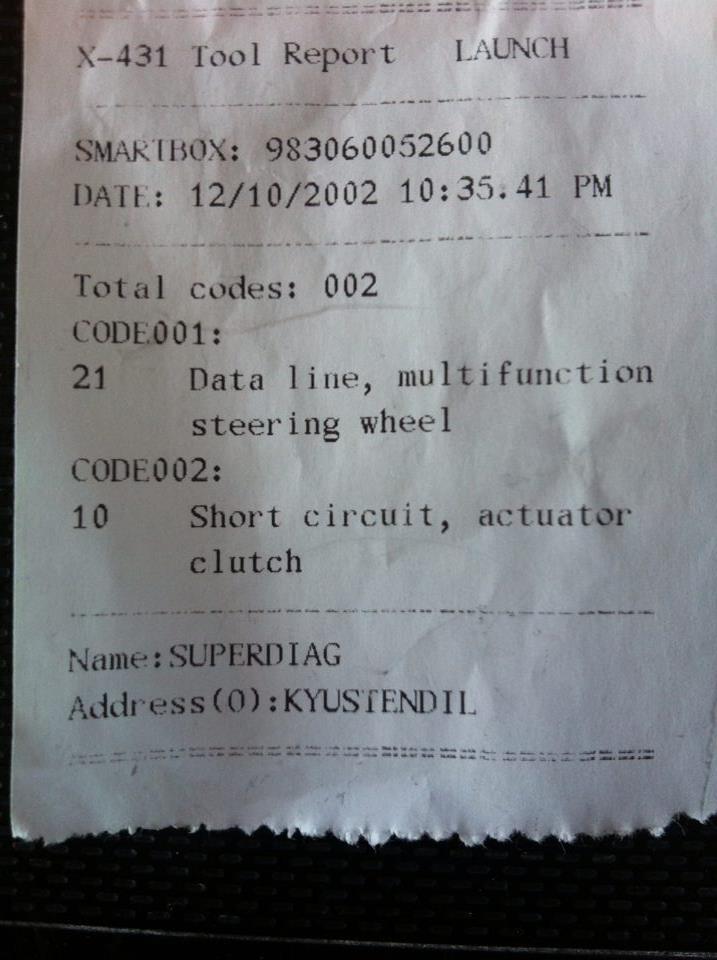 X-431 Tool Report LAUNCH
SMARTBOX: 983060052600
DATE: 12/10/2002 10:35.41 PM
Total codes: 002
CODE001:
21 Data line, multifunction
steering wheel
CODE002:
10 Short circuit, actuator
clutch
Name:SUPERDIAG
Address(0):KYUSTENDIL